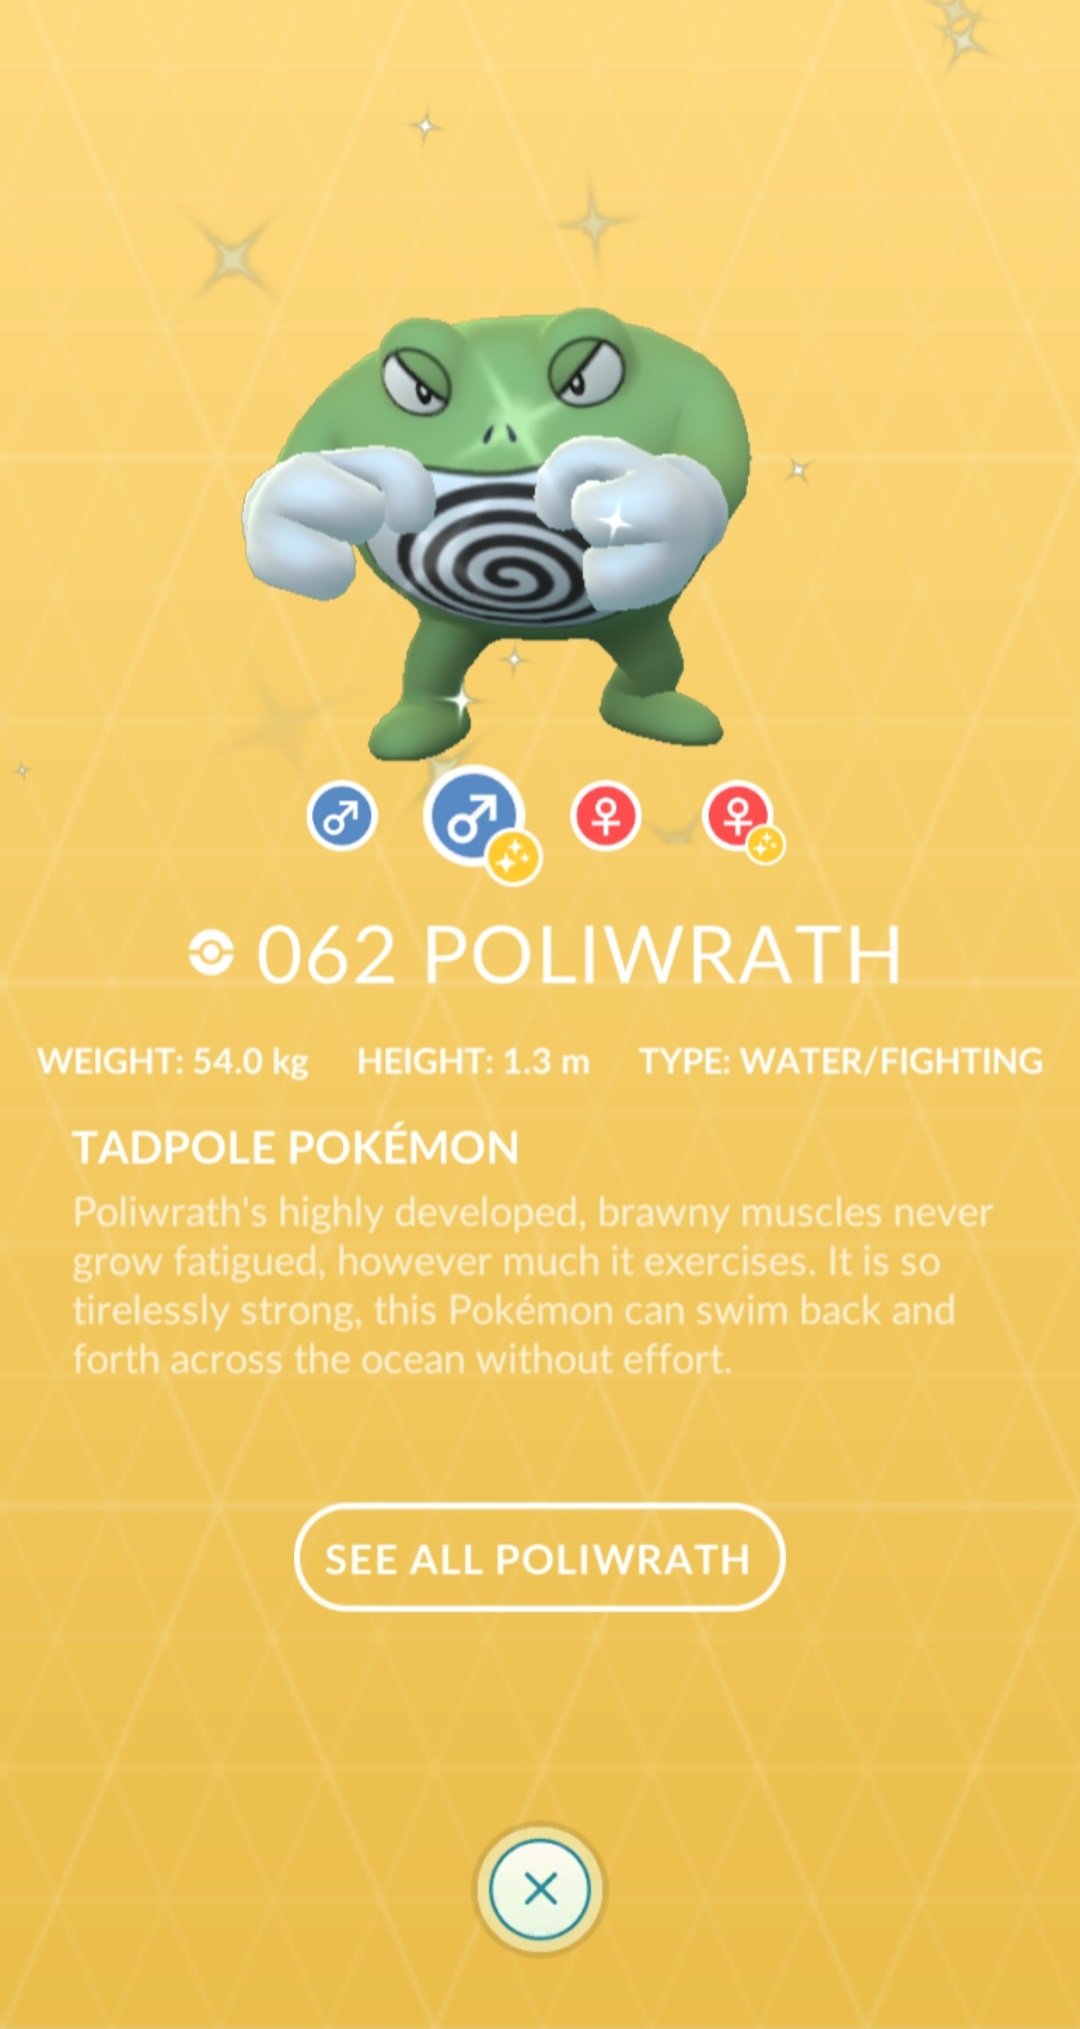 062 POLIWRATH
WEIGHT: 54.0 kg HEIGHT: 1.3 m TYPE: WATER/FIGHTING
TADPOLE POKÉMON
Poliwrath's highly developed, brawny muscles never
grow fatigued, however much it exercises. It is so
tirelessly strong, this Pokémon can swim back and
forth across the ocean without effort.
SEE ALL POLIWRATH